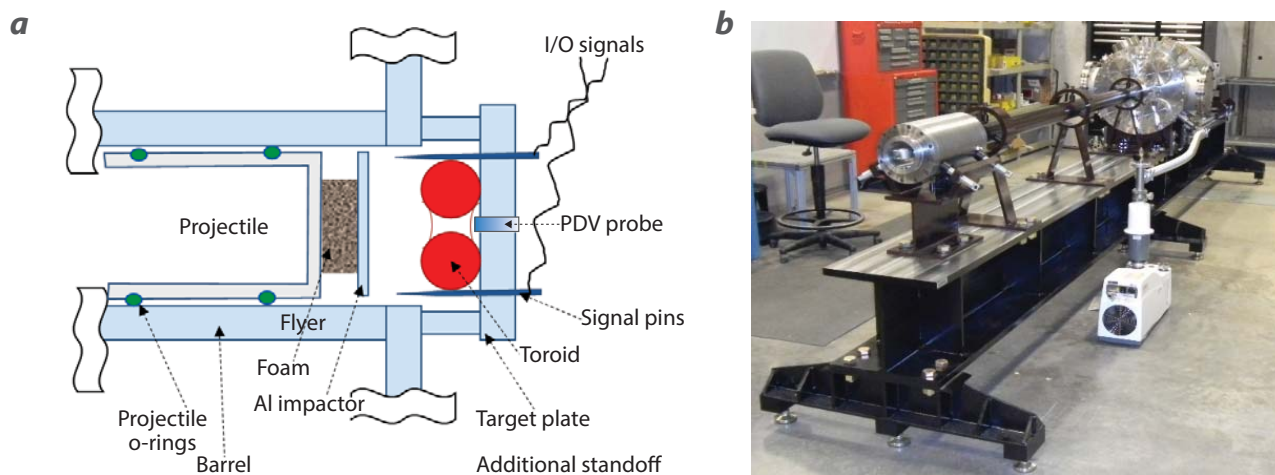 a
b
I/O signals
Projectile
PDV probe
Flyer
Signal pins
Foam
Toroid
Al impactor
Projectile
o-rings
Target plate
Barrel
Additional standoff